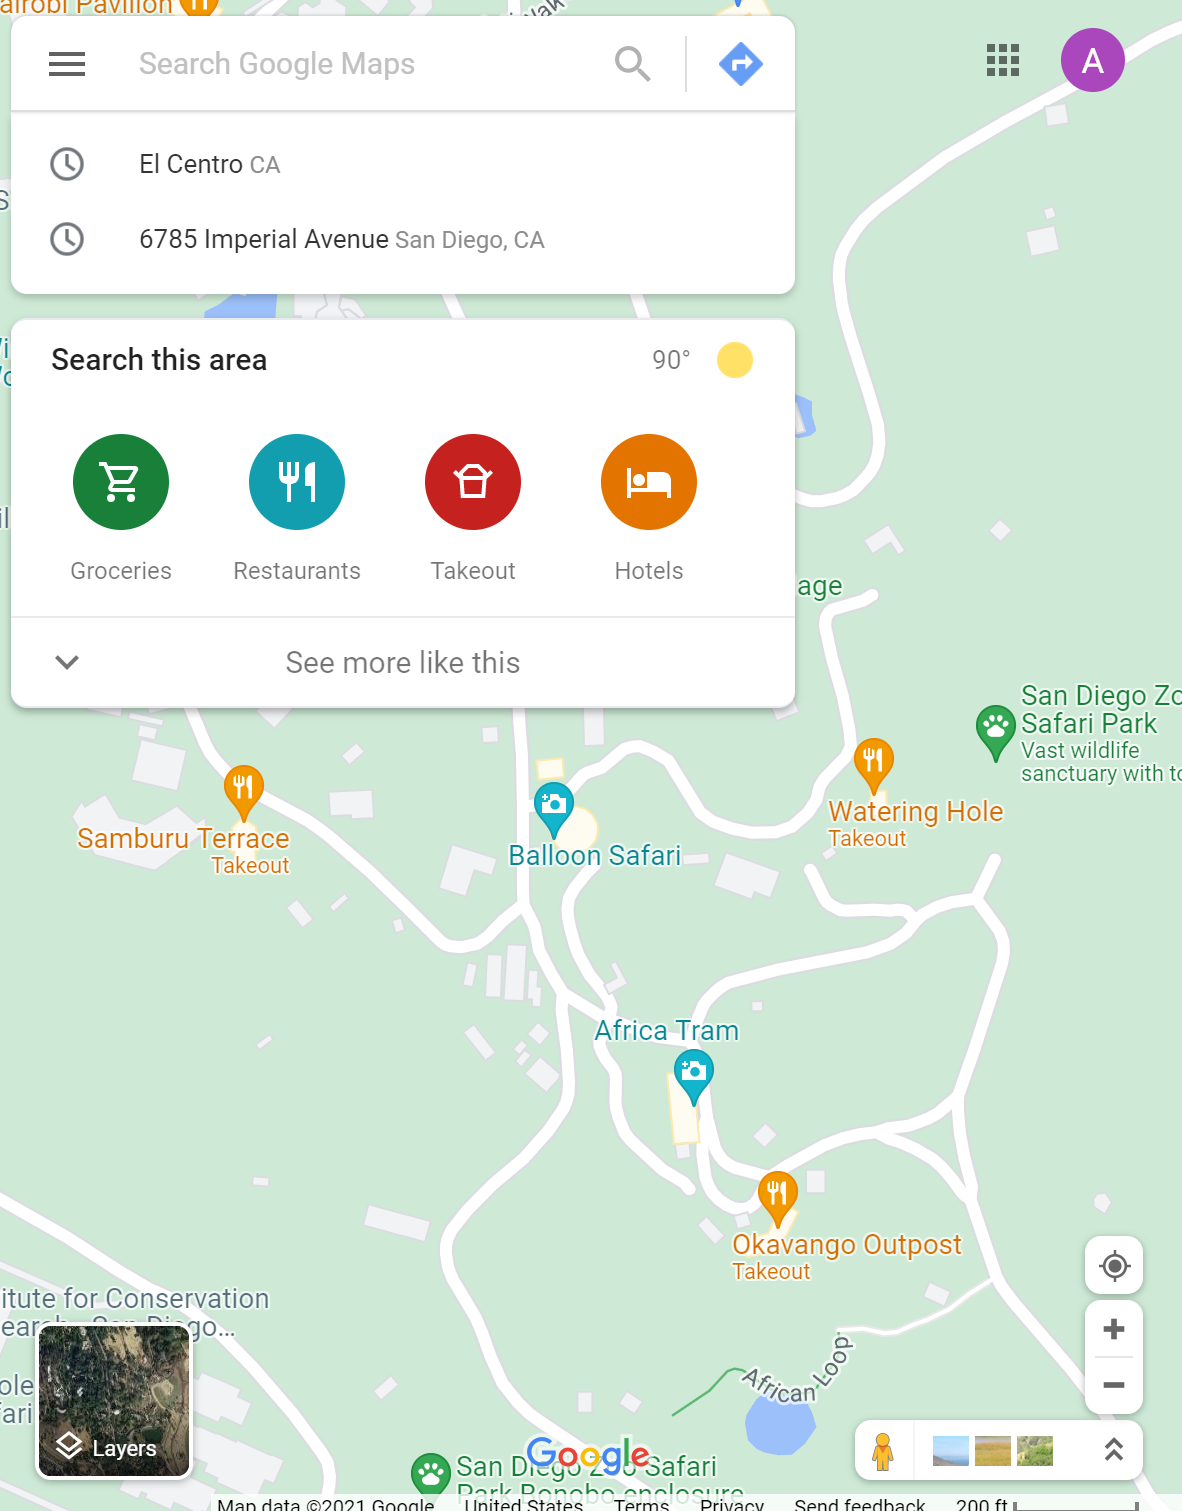 airobi Pavilion
Search Google Maps
A
El Centro CA
6785 Imperial Avenue San Diego, CA
Search this area 90°
Groceries Restaurants Takeout Hotels
age
See more like this
San Diego Zo
Safari Park
Vast wildlife
sanctuary with to
Watering Hole
Takeout
Samburu Terrace
Takeout
Balloon Safari
Africa Tram
Okavango Outpost
Takeout
itute for Conservation
African Loop
Layers
Google
San Diego Zoo Safari
Park Bonobo enclosure
Map data ©2021 Google United States Terms Privacy Send feedback 200 ft